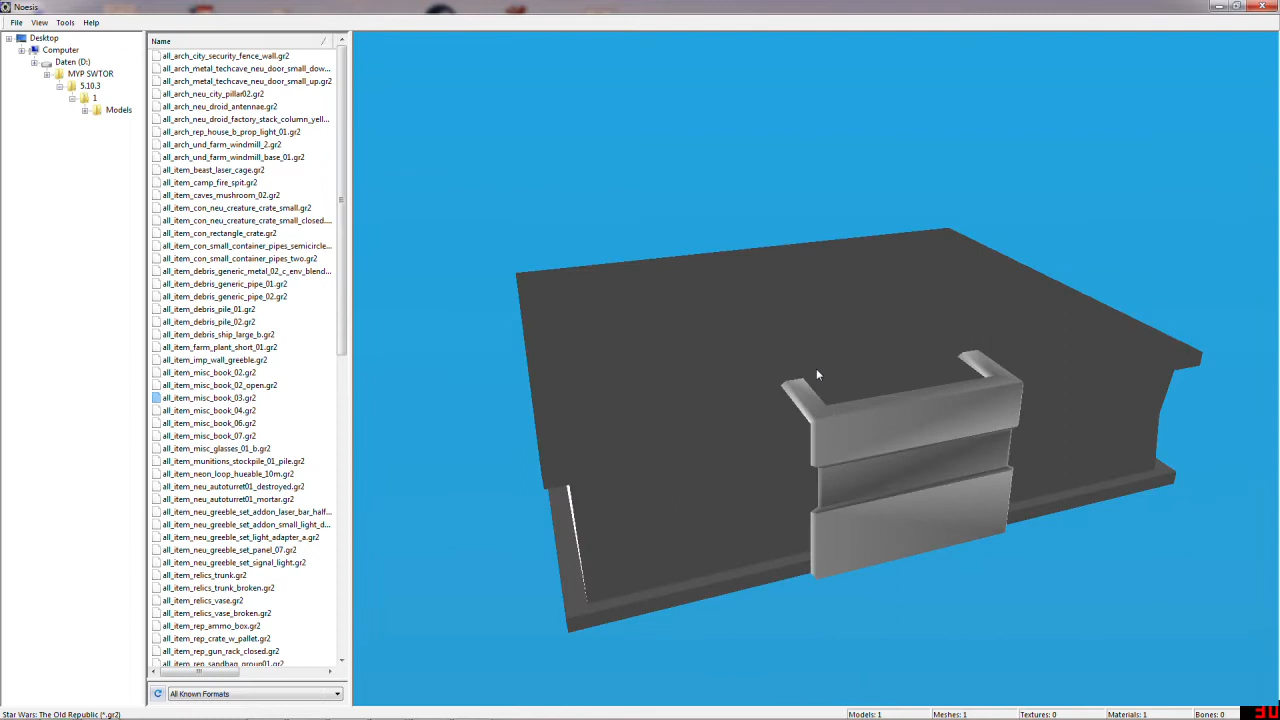 Noesis
File View Tools Help
Desktop
Computer
Daten (D:)
MYP SWTOR
5.10.3
1
Models
Name
all_arch_city_security_fence_wall.gr2
all_arch_metal_techcave_neu_door_small_dow...
all_arch_metal_techcave_neu_door_small_up.gr2
all_arch_neu_city_pillar02.gr2
all_arch_neu_droid_antennae.gr2
all_arch_neu_droid_factory_stack_column_yell...
all_arch_rep_house_b_prop_light_01.gr2
all_arch_und_farm_windmill_2.gr2
all_arch_und_farm_windmill_base_01.gr2
all_item_beast_laser_cage.gr2
all_item_camp_fire_spit.gr2
all_item_caves_mushroom_02.gr2
all_item_con_neu_creature_crate_small.gr2
all_item_con_neu_creature_crate_small_closed....
all_item_con_rectangle_crate.gr2
all_item_con_small_container_pipes_semicircle...
all_item_con_small_container_pipes_two.gr2
all_item_debris_generic_metal_02_c_env_blend...
all_item_debris_generic_pipe_01.gr2
all_item_debris_generic_pipe_02.gr2
all_item_debris_pile_01.gr2
all_item_debris_pile_02.gr2
all_item_debris_ship_large_b.gr2
all_item_farm_plant_short_01.gr2
all_item_imp_wall_greeble.gr2
all_item_misc_book_02.gr2
all_item_misc_book_02_open.gr2
all_item_misc_book_03.gr2
all_item_misc_book_04.gr2
all_item_misc_book_06.gr2
all_item_misc_book_07.gr2
all_item_misc_glasses_01_b.gr2
all_item_munitions_stockpile_01_pile.gr2
all_item_neon_loop_hueable_10m.gr2
all_item_neu_autoturret01_destroyed.gr2
all_item_neu_autoturret01_mortar.gr2
all_item_neu_greeble_set_addon_laser_bar_half...
all_item_neu_greeble_set_addon_small_light_d...
all_item_neu_greeble_set_light_adapter_a.gr2
all_item_neu_greeble_set_panel_07.gr2
all_item_neu_greeble_set_signal_light.gr2
all_item_relics_trunk.gr2
all_item_relics_trunk_broken.gr2
all_item_relics_vase.gr2
all_item_relics_vase_broken.gr2
all_item_rep_ammo_box.gr2
all_item_rep_crate_w_pallet.gr2
all_item_rep_gun_rack_closed.gr2
all_item_rep_sandbag_group01.gr2
All Known Formats
Star Wars: The Old Republic (*.gr2) Models: 1 Meshes: 1 Textures: 0 Materials: 1 Bones: 0 30